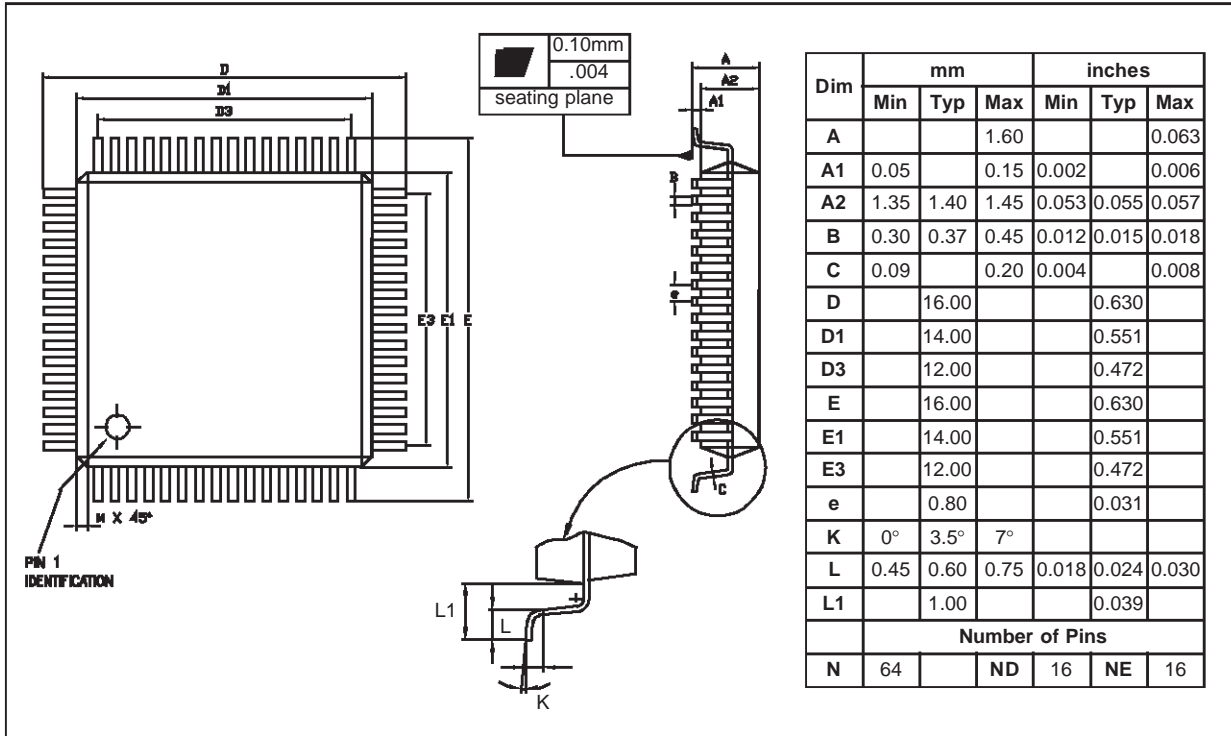 0.10mm
.004
seating plane
D
D1
D3
E3 E1 E
M X 45°
PIN 1
IDENTIFICATION
A
A2
A1
B
e
C
L1
L
K
Dim mm inches
Min Typ Max Min Typ Max
A 1.60 0.063
A1 0.05 0.15 0.002 0.006
A2 1.35 1.40 1.45 0.053 0.055 0.057
B 0.30 0.37 0.45 0.012 0.015 0.018
C 0.09 0.20 0.004 0.008
D 16.00 0.630
D1 14.00 0.551
D3 12.00 0.472
E 16.00 0.630
E1 14.00 0.551
E3 12.00 0.472
e 0.80 0.031
K 0° 3.5° 7°
L 0.45 0.60 0.75 0.018 0.024 0.030
L1 1.00 0.039
Number of Pins
N 64 ND 16 NE 16